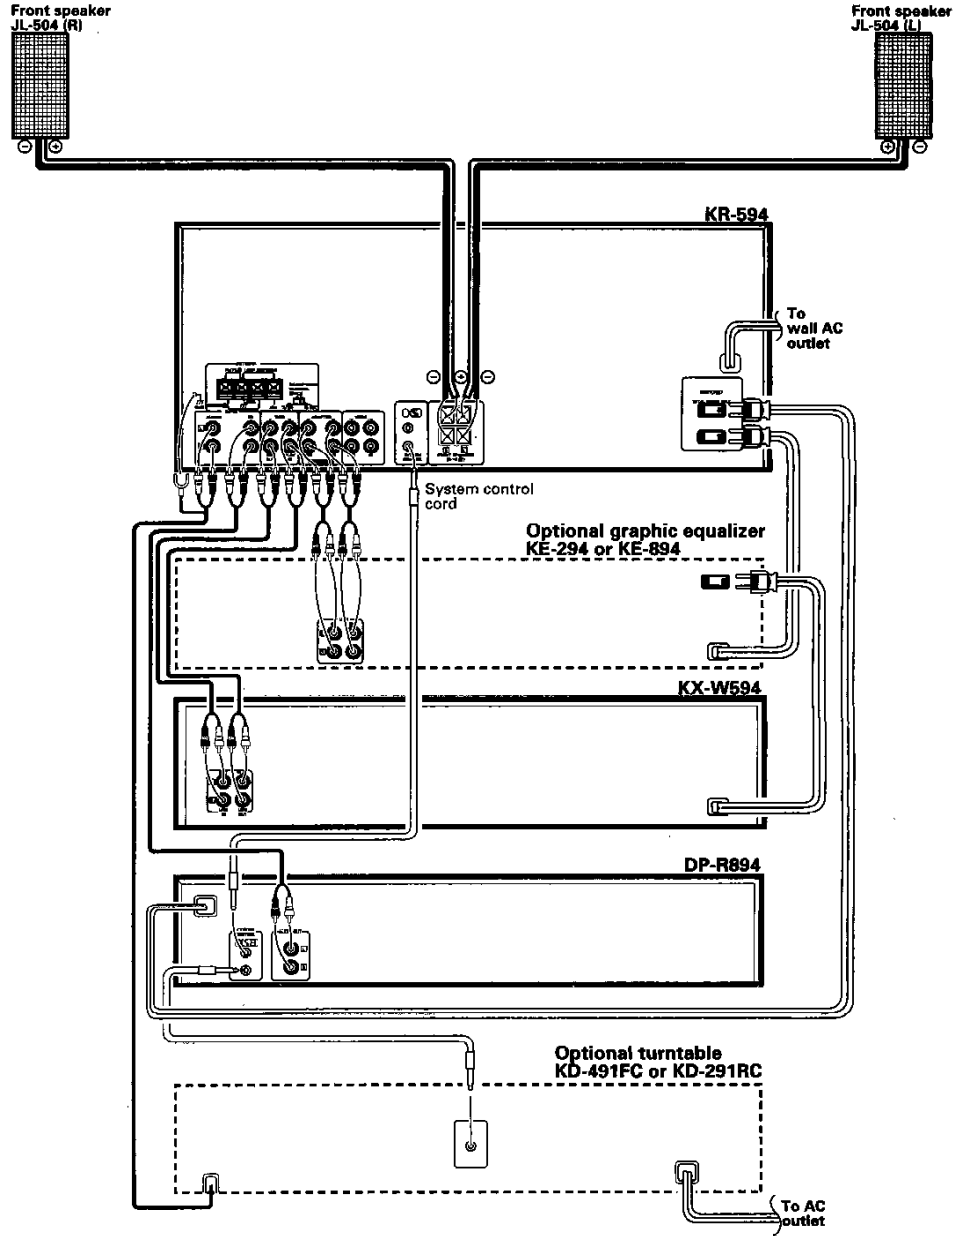 Front speaker
JL-504 (R)
Front speaker
JL-504 (L)
KR-594
To
wall AC
outlet
System control
cord
Optional graphic equalizer
KE-294 or KE-894
KX-W594
DP-R894
Optional turntable
KD-491FC or KD-291RC
To AC
outlet